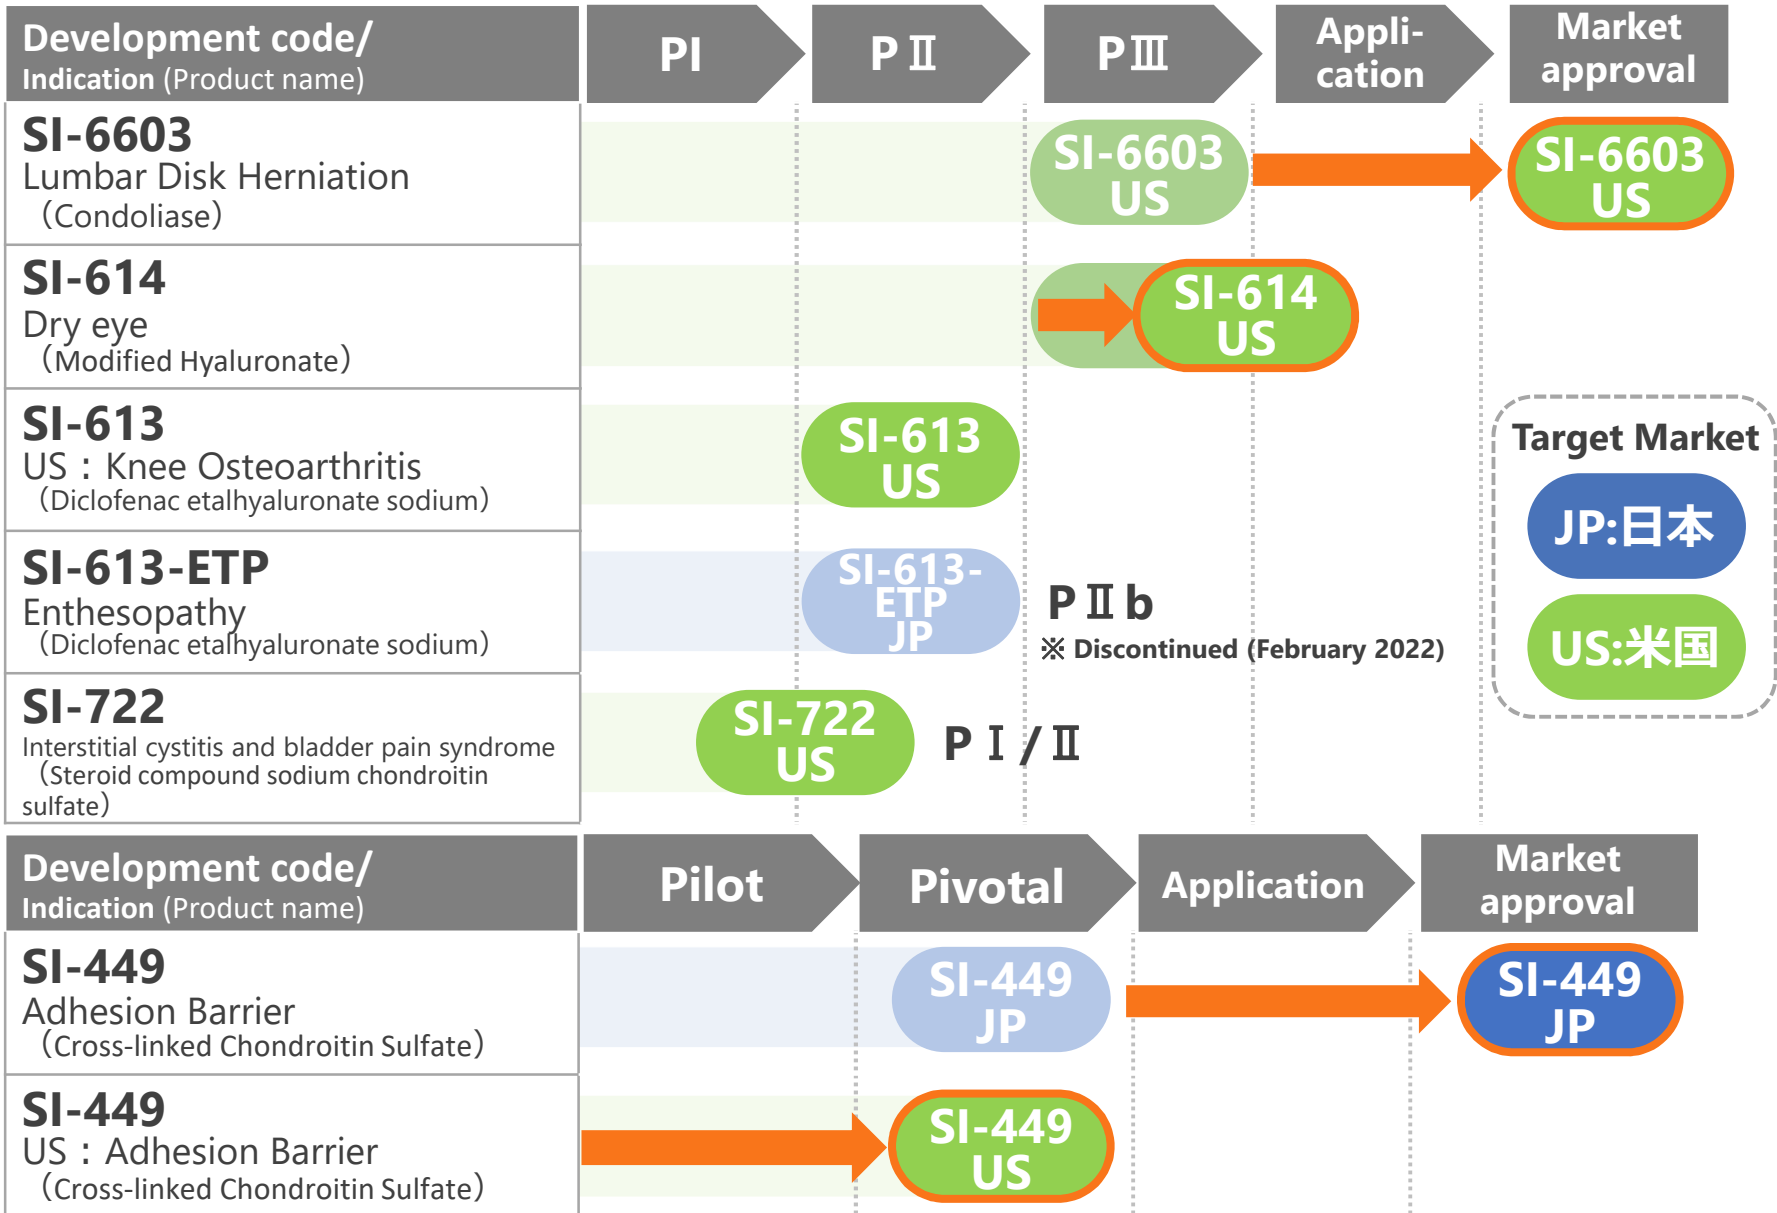 Development code/
Indication (Product name)
PI
PⅡ
PⅢ
Appli-
cation
Market
approval
SI-6603
Lumbar Disk Herniation
（Condoliase）
SI-6603
US
SI-6603
US
SI-614
Dry eye
（Modified Hyaluronate）
SI-614
US
SI-613
US：Knee Osteoarthritis
（Diclofenac etalhyaluronate sodium）
SI-613
US
SI-613-ETP
Enthesopathy
（Diclofenac etalhyaluronate sodium）
SI-613-
ETP
JP
PⅡb
※ Discontinued (February 2022)
SI-722
Interstitial cystitis and bladder pain syndrome
（Steroid compound sodium chondroitin
sulfate）
SI-722
US
PⅠ/Ⅱ
Target Market
JP:日本
US:米国
Development code/
Indication (Product name)
Pilot
Pivotal
Application
Market
approval
SI-449
Adhesion Barrier
（Cross-linked Chondroitin Sulfate）
SI-449
JP
SI-449
JP
SI-449
US：Adhesion Barrier
（Cross-linked Chondroitin Sulfate）
SI-449
US